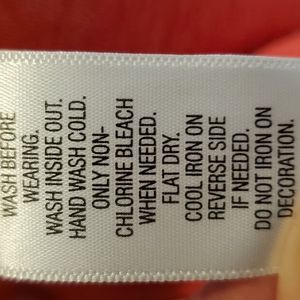 WASH BEFORE
WEARING.
WASH INSIDE OUT.
HAND WASH COLD.
ONLY NON-
CHLORINE BLEACH
WHEN NEEDED.
FLAT DRY.
COOL IRON ON
REVERSE SIDE
IF NEEDED.
DO NOT IRON ON
DECORATION.